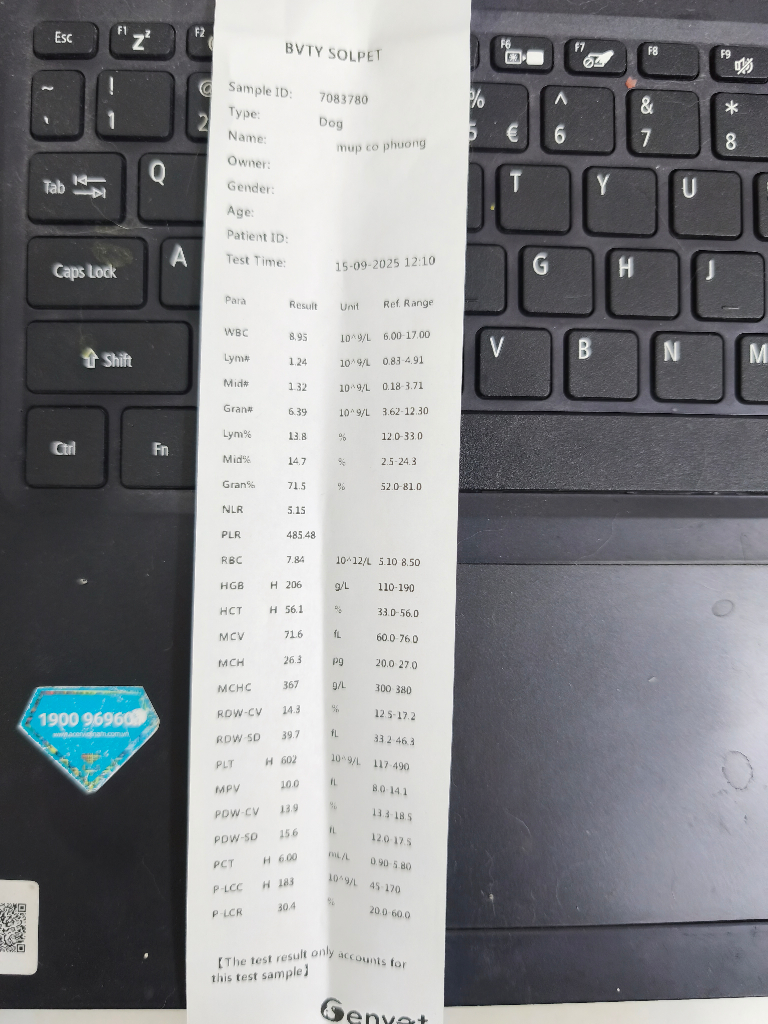 Esc
F1
Z
F2
F6
F7
F8
F9
BVTY SOLPET
Sample ID: 7083780
Type: Dog
Name: mup co phuong
Owner:
Gender:
Age:
Patient ID:
Test Time: 15-09-2025 12:10
Para Result Unit Ref. Range
WBC 8.95 10^9/L 6.00-17.00
Lym# 1.24 10^9/L 0.83-4.91
Mid# 1.32 10^9/L 0.18-3.71
Gran# 6.39 10^9/L 3.62-12.30
Lym% 13.8 % 12.0-33.0
Mid% 14.7 % 2.5-24.3
Gran% 71.5 % 52.0-81.0
NLR 5.15
PLR 485.48
RBC 7.84 10^12/L 5.10-8.50
HGB H 206 g/L 110-190
HCT H 56.1 % 33.0-56.0
MCV 71.6 fL 60.0-76.0
MCH 26.3 pg 20.0-27.0
MCHC 367 g/L 300-380
RDW-CV 14.3 % 12.5-17.2
RDW-SD 39.7 fL 33.2-46.3
PLT H 602 10^9/L 117-490
MPV 10.0 fL 8.0-14.1
PDW-CV 13.9 % 13.3-18.5
PDW-SD 15.6 fL 12.0-17.5
PCT H 6.00 mL/L 0.90-5.80
P-LCC H 183 10^9/L 45-170
P-LCR 30.4 % 20.0-60.0
【The test result only accounts for
this test sample】
Genvet
~ ` ! 1 @ 2 % 5 € ^ 6 & 7 * 8
Tab Q T Y U
Caps Lock A G H J
Shift V B N M
Ctrl Fn
1900 9696